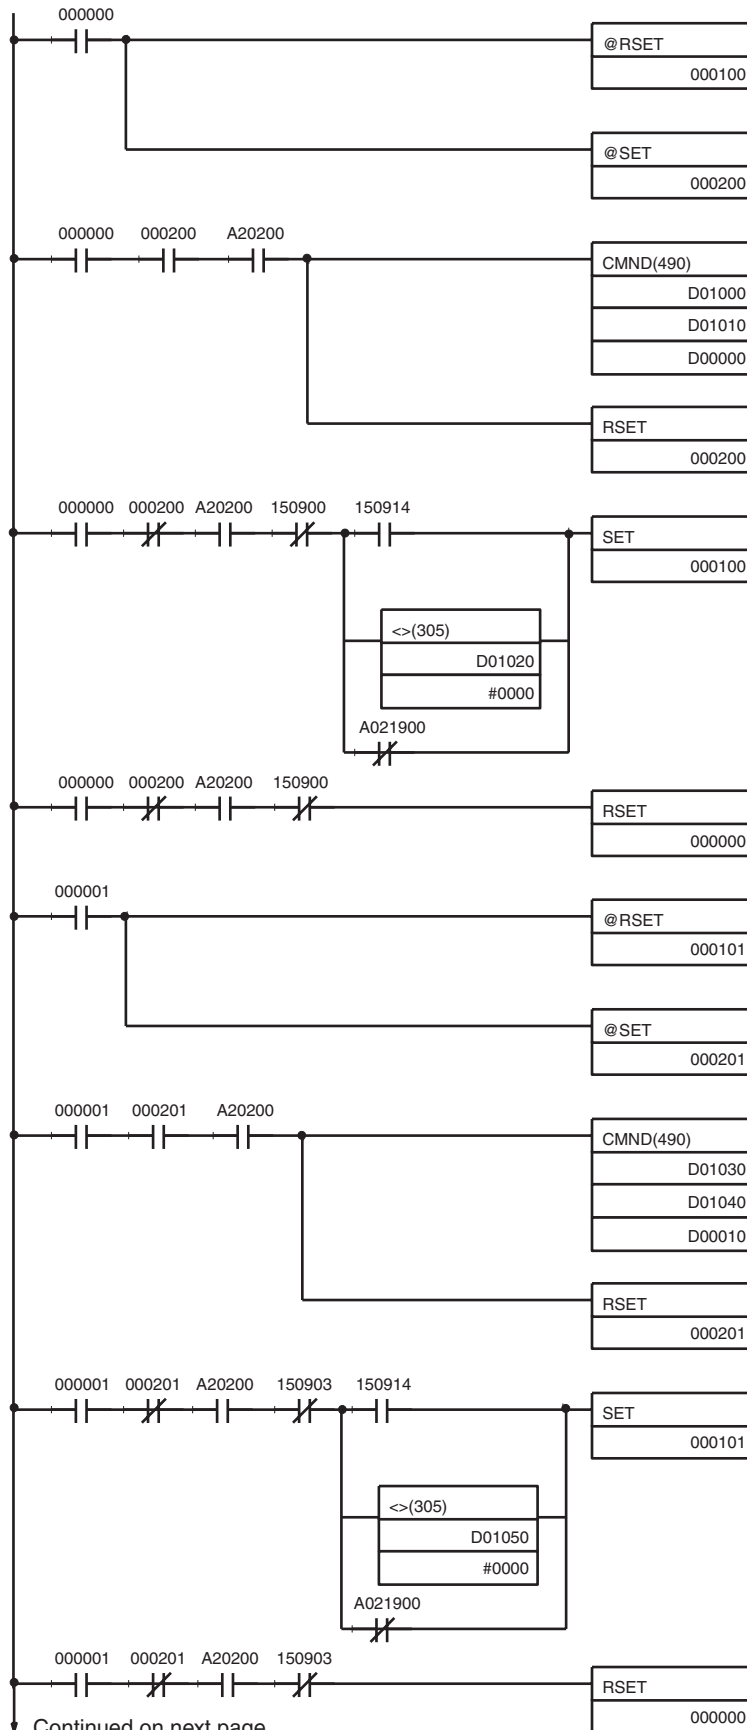 000000
@RSET
000100
@SET
000200
000000 000200 A20200
CMND(490)
D01000
D01010
D00000
RSET
000200
000000 000200 A20200 150900 150914
SET
000100
<>(305)
D01020
#0000
A021900
000000 000200 A20200 150900
RSET
000000
000001
@RSET
000101
@SET
000201
000001 000201 A20200
CMND(490)
D01030
D01040
D00010
RSET
000201
000001 000201 A20200 150903 150914
SET
000101
<>(305)
D01050
#0000
A021900
000001 000201 A20200 150903
RSET
000000
Continued on next page